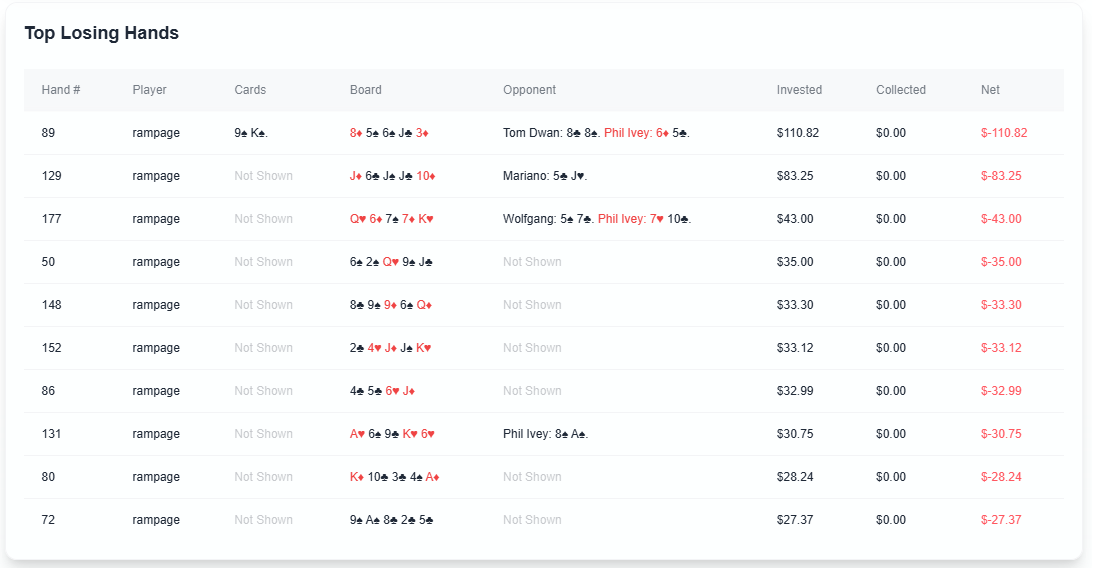 Top Losing Hands
Hand # Player Cards Board Opponent Invested Collected Net
89 rampage 9♠ K♠. 8♦ 5♠ 6♠ J♣ 3♦ Tom Dwan: 8♣ 8♠. Phil Ivey: 6♦ 5♣. $110.82 $0.00 $-110.82
129 rampage Not Shown J♦ 6♣ J♠ J♣ 10♦ Mariano: 5♣ J♥. $83.25 $0.00 $-83.25
177 rampage Not Shown Q♥ 6♦ 7♠ 7♦ K♥ Wolfgang: 5♠ 7♣. Phil Ivey: 7♥ 10♣. $43.00 $0.00 $-43.00
50 rampage Not Shown 6♠ 2♠ Q♥ 9♠ J♣ Not Shown $35.00 $0.00 $-35.00
148 rampage Not Shown 8♣ 9♠ 9♦ 6♠ Q♦ Not Shown $33.30 $0.00 $-33.30
152 rampage Not Shown 2♣ 4♥ J♦ J♠ K♥ Not Shown $33.12 $0.00 $-33.12
86 rampage Not Shown 4♣ 5♣ 6♥ J♦ Not Shown $32.99 $0.00 $-32.99
131 rampage Not Shown A♥ 6♠ 9♣ K♥ 6♥ Phil Ivey: 8♠ A♠. $30.75 $0.00 $-30.75
80 rampage Not Shown K♦ 10♣ 3♣ 4♠ A♦ Not Shown $28.24 $0.00 $-28.24
72 rampage Not Shown 9♠ A♠ 8♣ 2♣ 5♣ Not Shown $27.37 $0.00 $-27.37